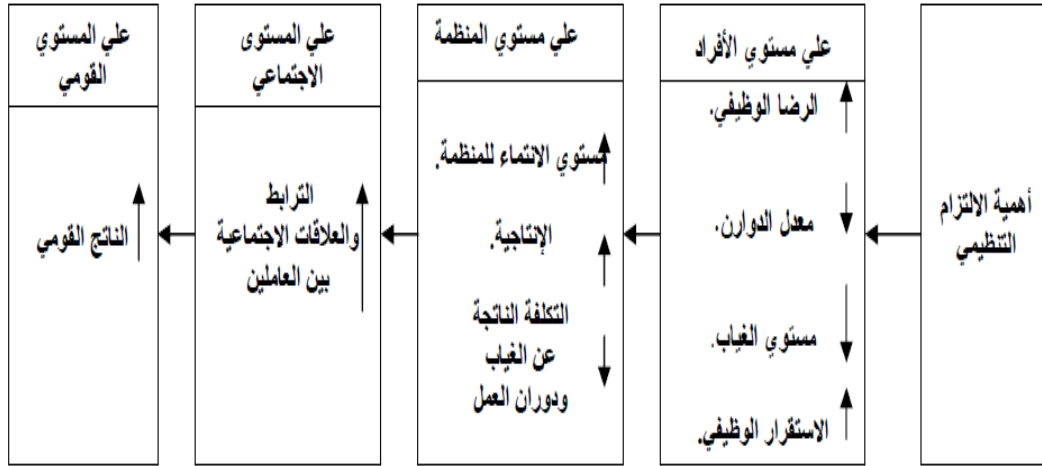 أهمية الالتزام
التنظيمي
علي مستوي الأفراد
الرضا الوظيفي.
معدل الدوارن.
مستوي الغياب.
الاستقرار الوظيفي.
علي مستوي المنظمة
مستوي الانتماء للمنظمة.
الإنتاجية.
التكلفة الناتجة
عن الغياب
ودوران العمل
علي المستوى
الاجتماعي
الترابط
والعلاقات الاجتماعية
بين العاملين
علي المستوي
القومي
الناتج القومي